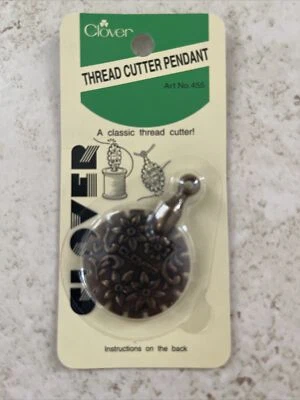 Clover
THREAD CUTTER PENDANT
Art No.455
A classic thread cutter!
CLOVER
Instructions on the back